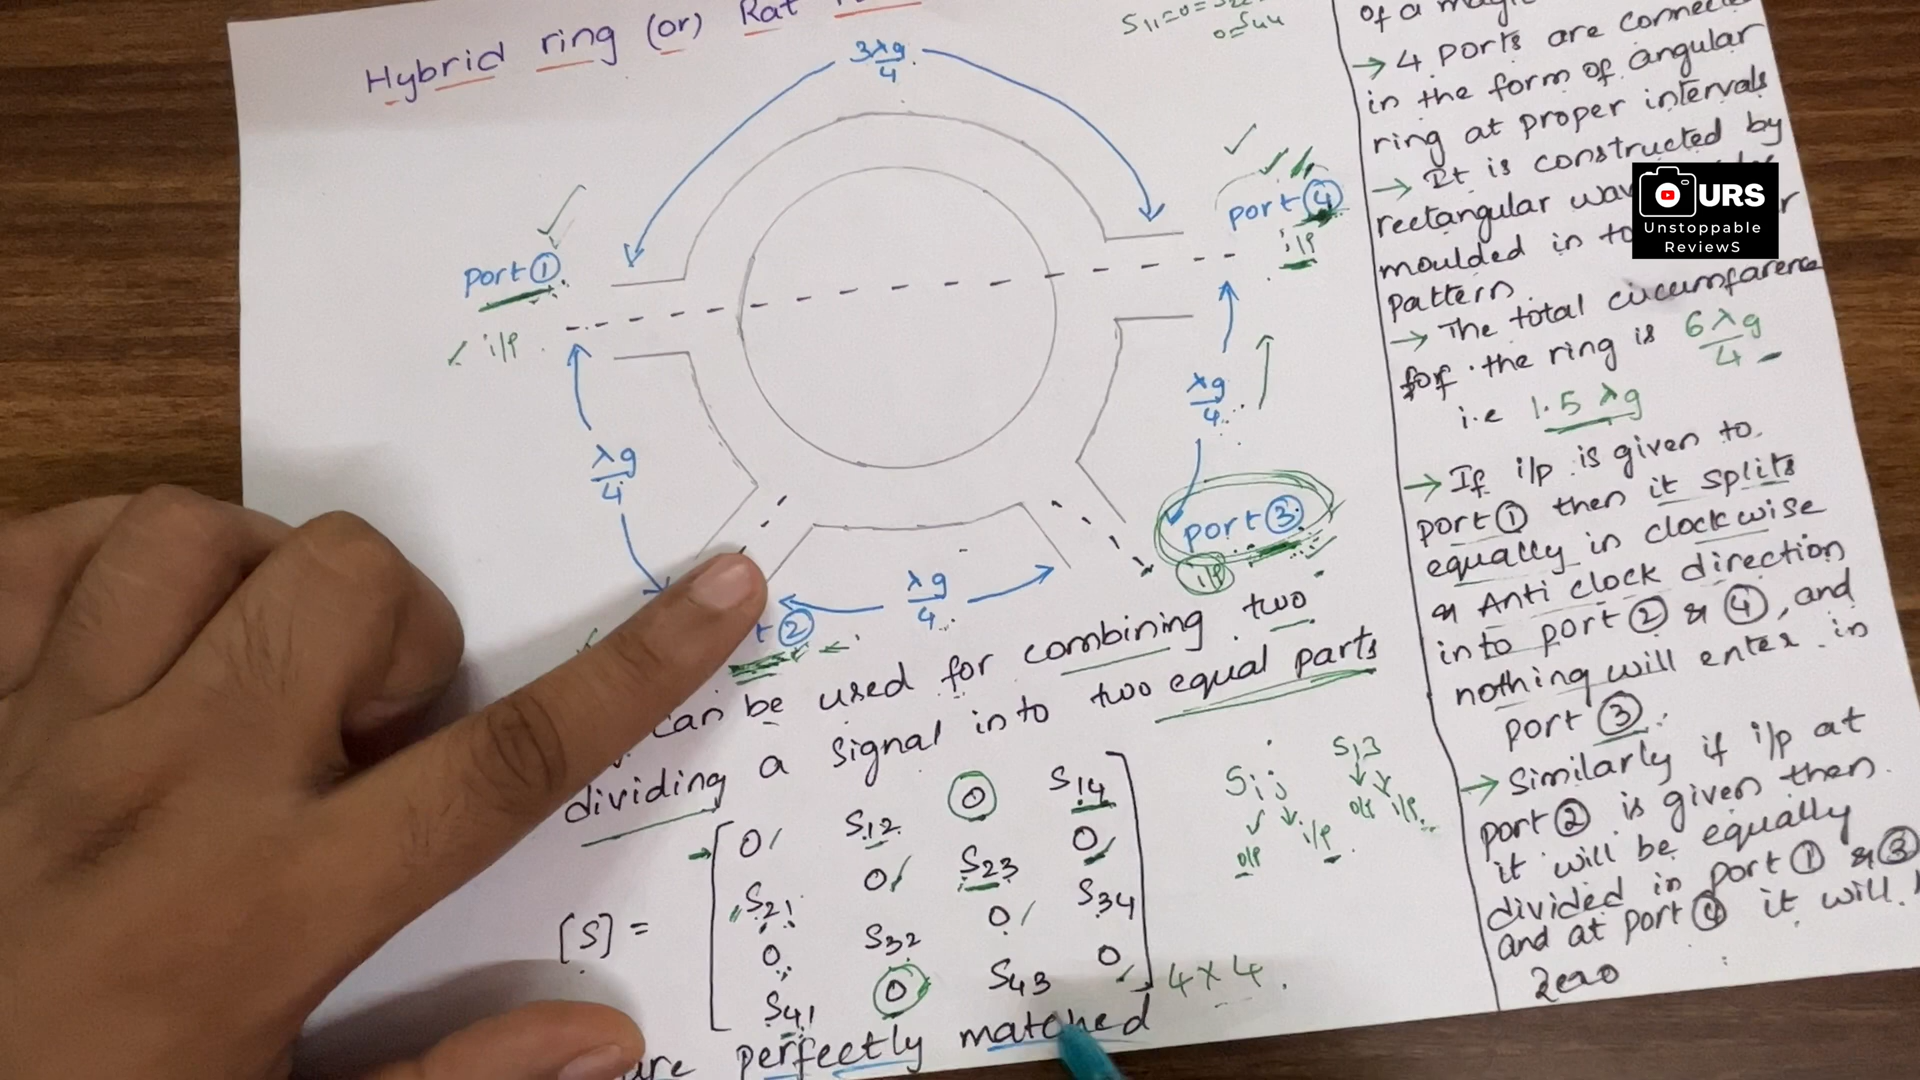 Hybrid ring (or) Rat
S11=0=S22
0=S44
3λg/4
port ①
i/p
port ④
i/p
λg/4
λg/4
port ③
i/p
λg/4
t ②
can be used for combining two
dividing a signal into two equal parts
[S] =
0 S12 0 S14
S21 0 S23 0
0 S32 0 S34
S41 0 S43 0
4×4
Sij
o/p i/p
S13
o/p i/p
are perfectly matched
of a
→ 4 ports are connected
in the form of angular
ring at proper intervals
→ It is constructed by
rectangular
moulded in to
pattern
→ The total circumfarence
for the ring is 6λg/4
i.e 1.5 λg
→ If i/p is given to
port ① then it splits
equally in clockwise
& Anti clock direction
into port ② & ④, and
nothing will enter in
port ③.
→ Similarly if i/p at
port ② is given then
it will be equally
divided in port ① & ③
and at port ④ it will
Zero
OURS
Unstoppable
ReviewS